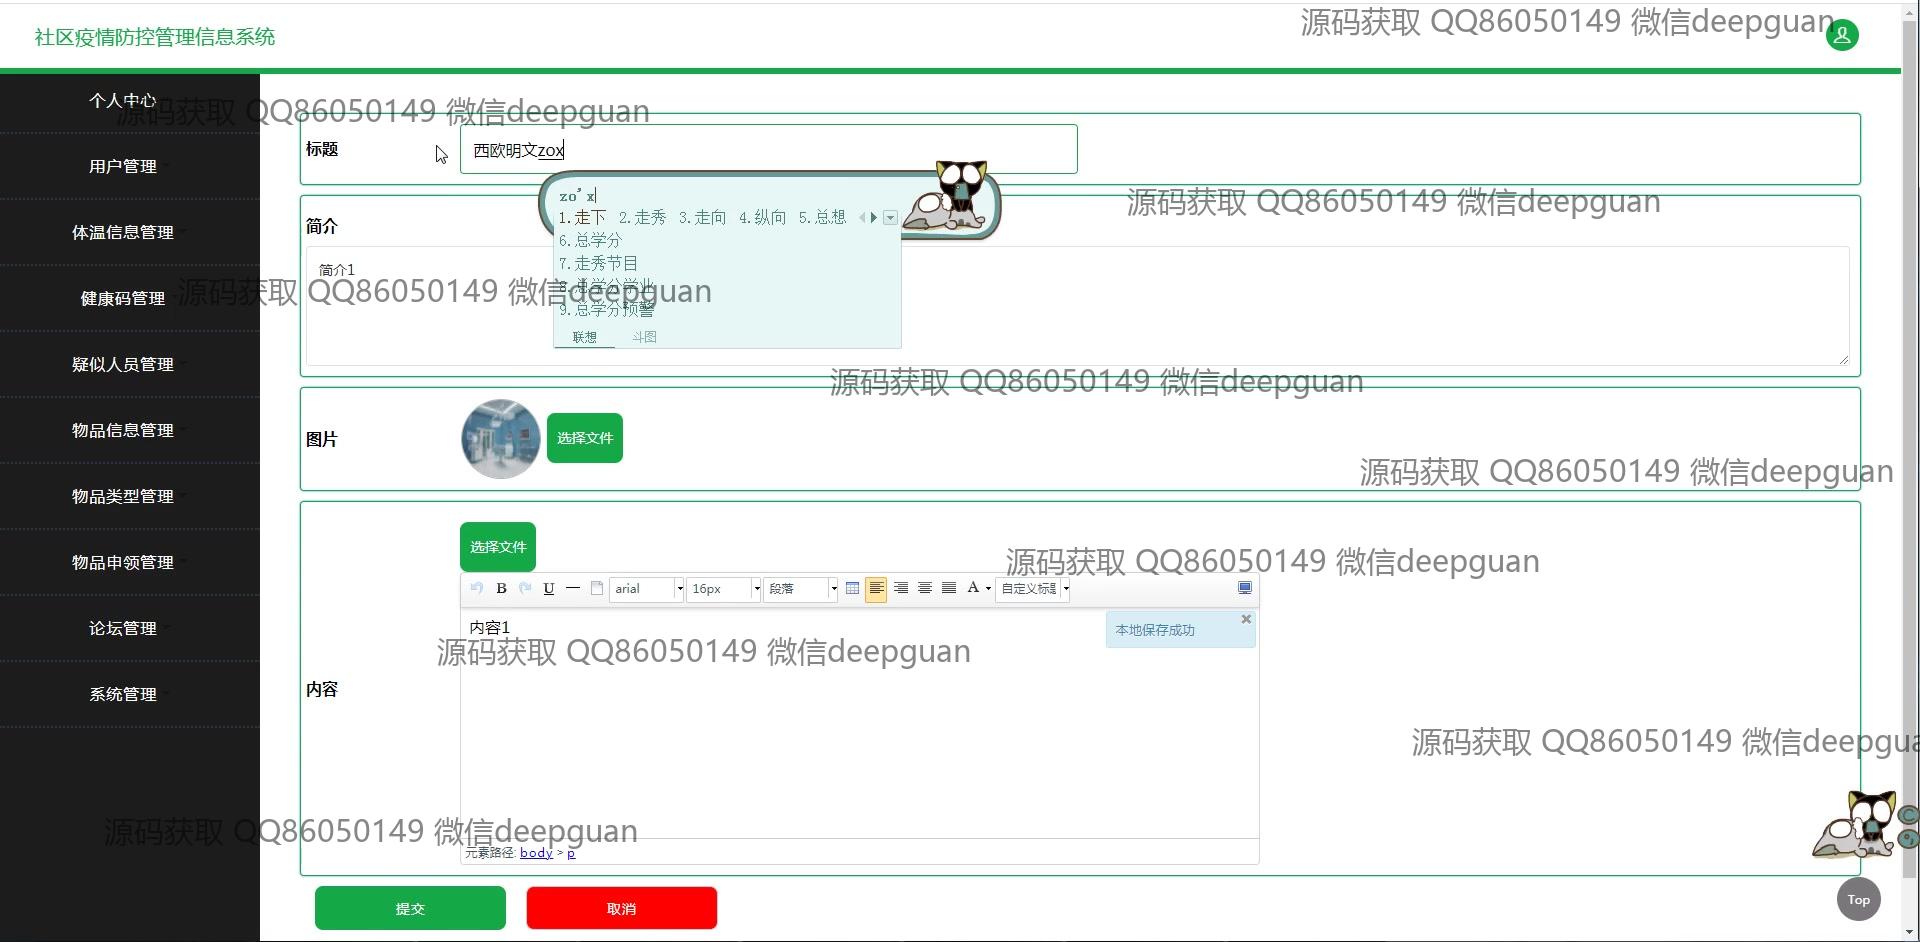 社区疫情防控管理信息系统
源码获取 QQ86050149 微信deepguan
个人中心
源码获取 QQ86050149 微信deepguan
用户管理
体温信息管理
健康码管理
疑似人员管理
物品信息管理
物品类型管理
物品申领管理
论坛管理
系统管理
标题
西欧明文zox
zo'x
1.走下 2.走秀 3.走向 4.纵向 5.总想
6.总学分
7.走秀节目
8.总学分学业
9.总学分预警
联想 斗图
源码获取 QQ86050149 微信deepguan
简介
简介1
源码获取 QQ86050149 微信deepguan
源码获取 QQ86050149 微信deepguan
图片
选择文件
源码获取 QQ86050149 微信deepguan
选择文件
源码获取 QQ86050149 微信deepguan
B U arial 16px 段落 A 自定义标题
内容1
本地保存成功
源码获取 QQ86050149 微信deepguan
内容
源码获取 QQ86050149 微信deepgua
源码获取 QQ86050149 微信deepguan
元素路径: body > p
提交
取消
Top